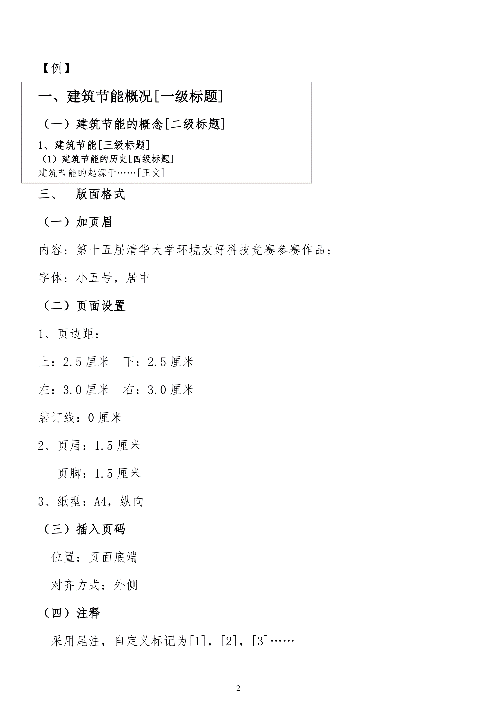 【例】
一、建筑节能概况[一级标题]
（一）建筑节能的概念[二级标题]
1、建筑节能[三级标题]
（1）建筑节能的历史[四级标题]
建筑节能的起源于……[正文]
三、 版面格式
（一）加页眉
内容：第十五届清华大学环境友好科技竞赛参赛作品；
字体：小五号，居中
（二）页面设置
1、页边距：
上：2.5 厘米 下：2.5 厘米
左：3.0 厘米 右：3.0 厘米
装订线：0 厘米
2、页眉：1.5 厘米
页脚：1.5 厘米
3、纸型：A4，纵向
（三）插入页码
位置：页面底端
对齐方式：外侧
（四）注释
采用尾注，自定义标记为[1]，[2]，[3]……
2